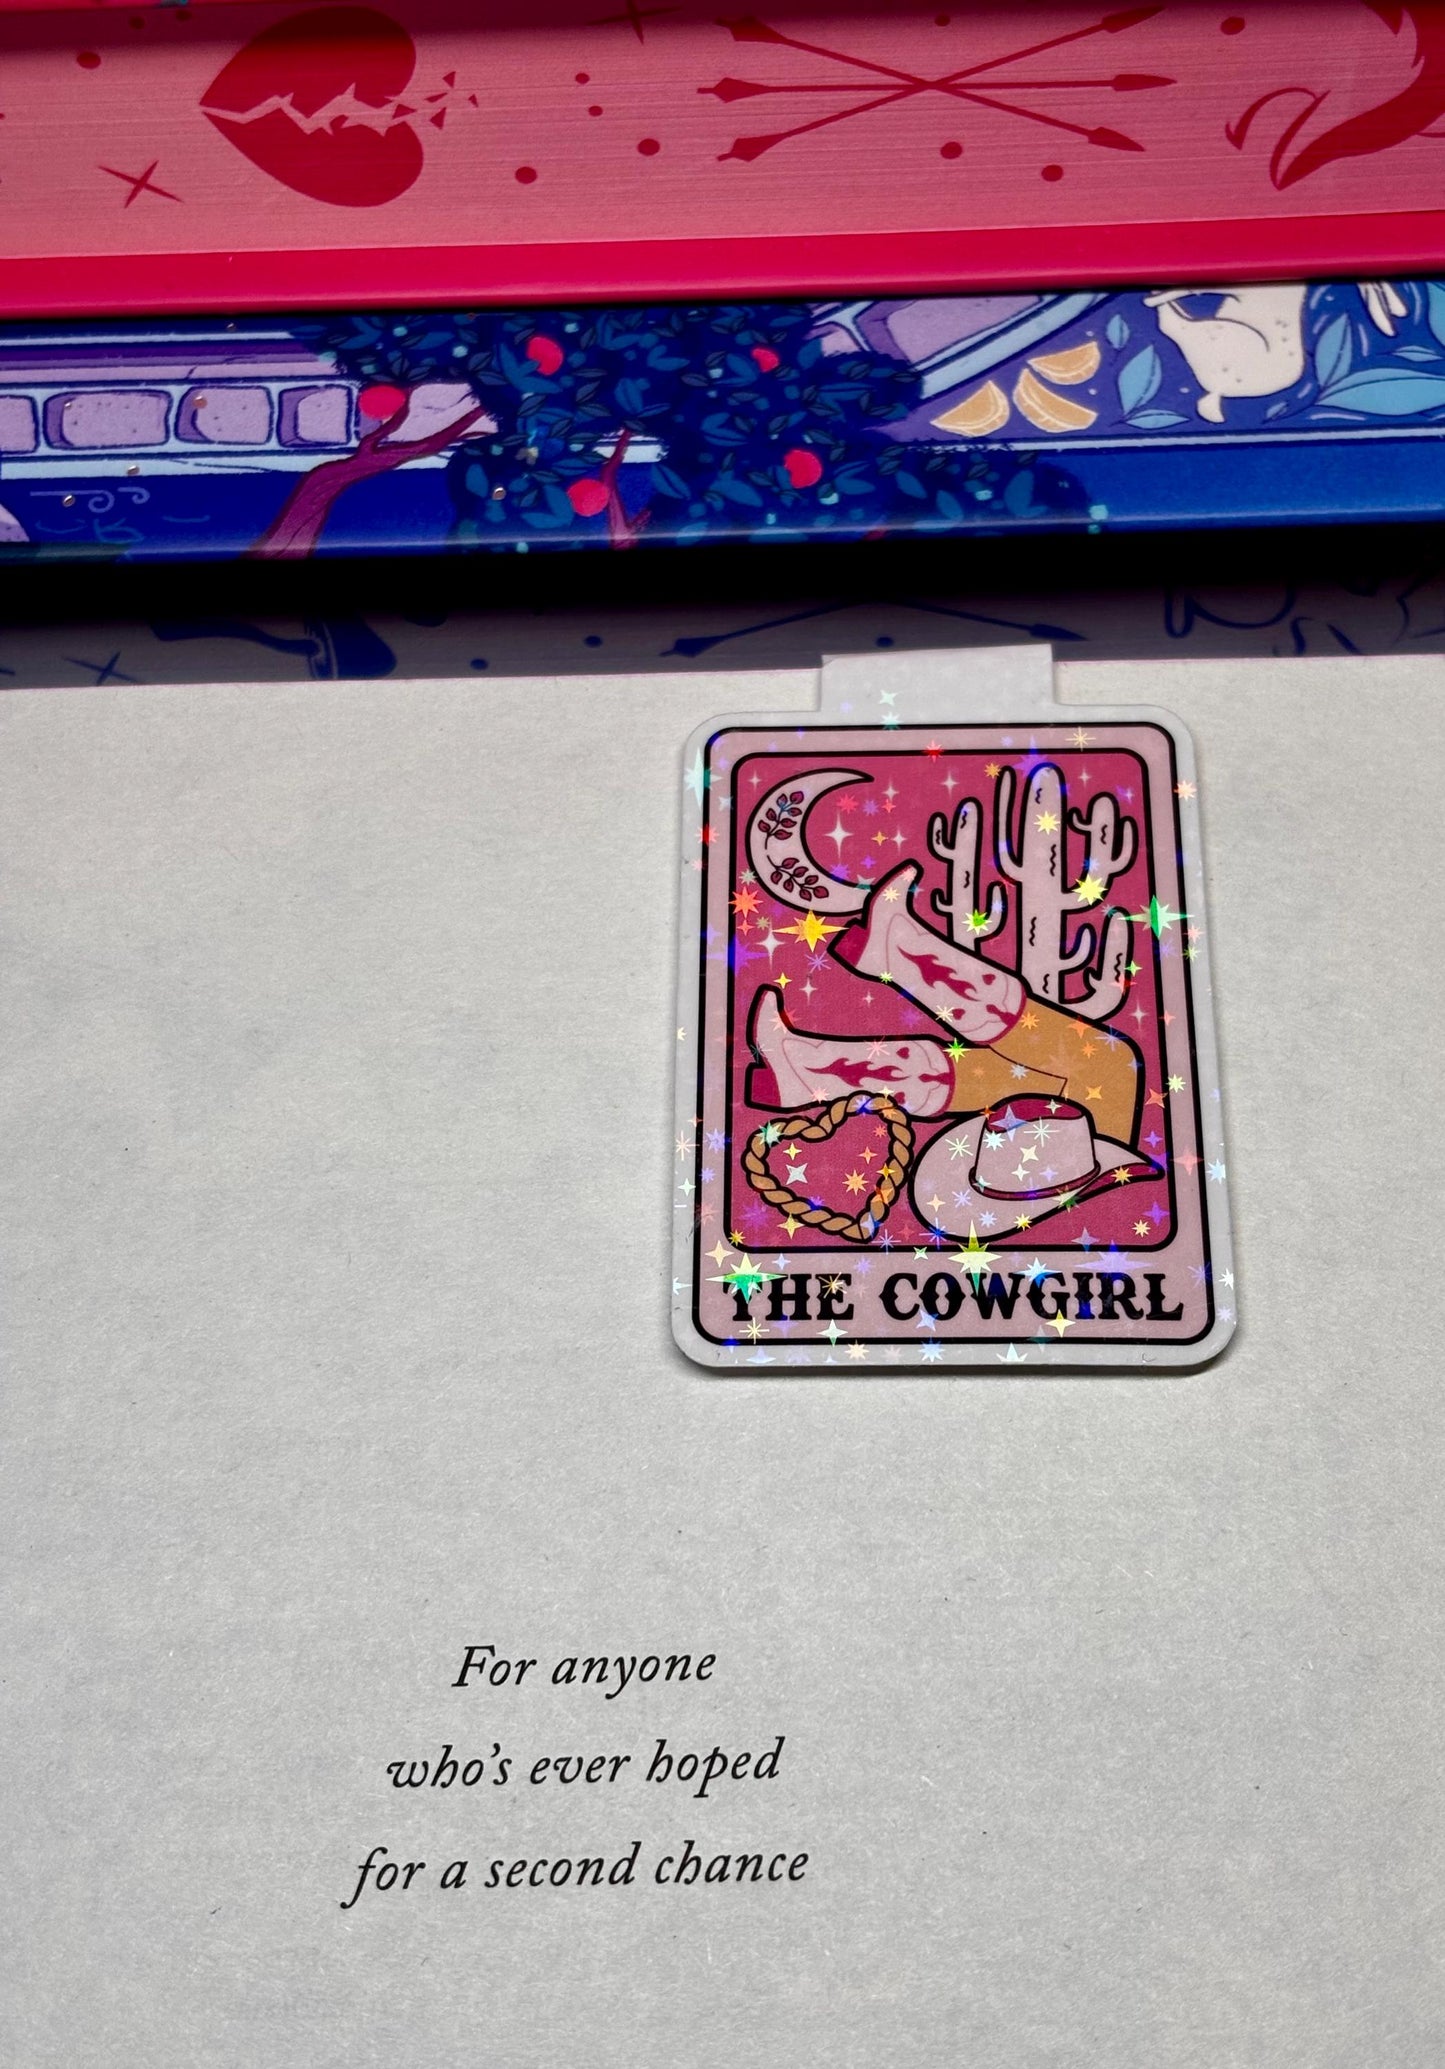 THE COWGIRL
For anyone
who's ever hoped
for a second chance